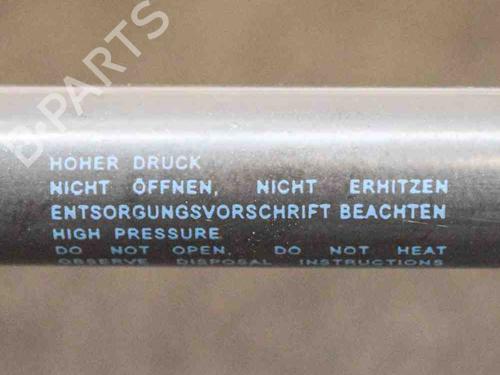 B-PARTS
HOHER DRUCK
NICHT ÖFFNEN, NICHT ERHITZEN
ENTSORGUNGSVORSCHRIFT BEACHTEN
HIGH PRESSURE
DO NOT OPEN, DO NOT HEAT
OBSERVE DISPOSAL INSTRUCTIONS